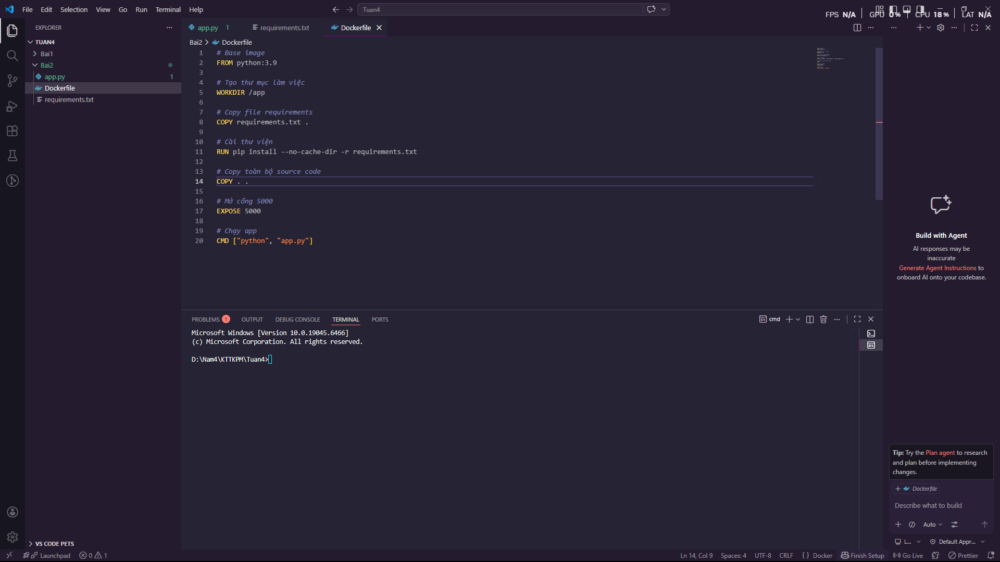 File Edit Selection View Go Run Terminal Help
Tuan4
FPS N/A GPU 0% CPU 18% LAT N/A
EXPLORER
TUAN4
Bai1
Bai2
app.py 1
Dockerfile
requirements.txt
app.py 1 requirements.txt Dockerfile
Bai2 > Dockerfile
1 # Base image
2 FROM python:3.9
3
4 # Tạo thư mục làm việc
5 WORKDIR /app
6
7 # Copy file requirements
8 COPY requirements.txt .
9
10 # Cài thư viện
11 RUN pip install --no-cache-dir -r requirements.txt
12
13 # Copy toàn bộ source code
14 COPY . .
15
16 # Mở cổng 5000
17 EXPOSE 5000
18
19 # Chạy app
20 CMD ["python", "app.py"]
PROBLEMS 1 OUTPUT DEBUG CONSOLE TERMINAL PORTS
cmd
Microsoft Windows [Version 10.0.19045.6466]
(c) Microsoft Corporation. All rights reserved.
D:\Nam4\KTTKPM\Tuan4>
Build with Agent
AI responses may be
inaccurate
Generate Agent Instructions to
onboard AI onto your codebase.
Tip: Try the Plan agent to research
and plan before implementing
changes.
Dockerfile
Describe what to build
Auto
L... Default Appr...
VS CODE PETS
Launchpad 0 1
Ln 14, Col 9 Spaces: 4 UTF-8 CRLF { } Docker Finish Setup Go Live Prettier